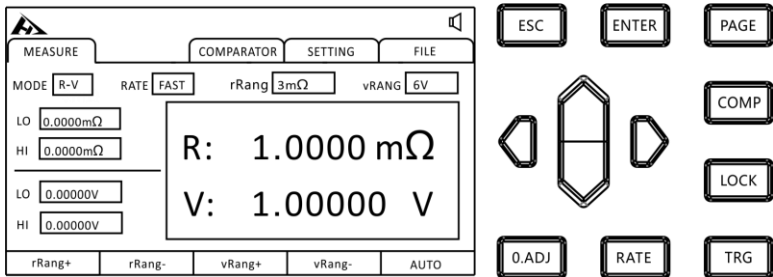 MEASURE COMPARATOR SETTING FILE
MODE R-V RATE FAST rRang 3mΩ vRANG 6V
LO 0.0000mΩ
HI 0.0000mΩ
R: 1.0000 mΩ
LO 0.00000V
HI 0.00000V
V: 1.00000 V
rRang+ rRang- vRang+ vRang- AUTO
ESC ENTER PAGE
COMP
LOCK
0.ADJ RATE TRG